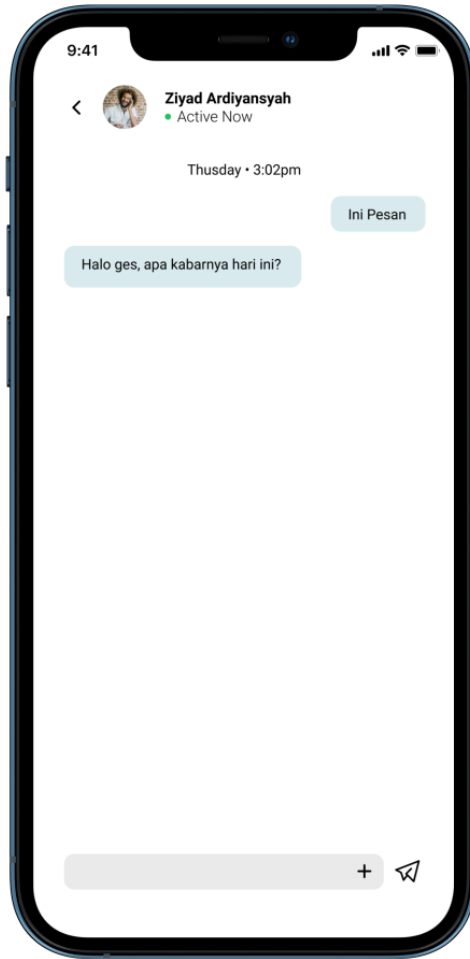 9:41
Ziyad Ardiyansyah
Active Now
Thusday • 3:02pm
Ini Pesan
Halo ges, apa kabarnya hari ini?